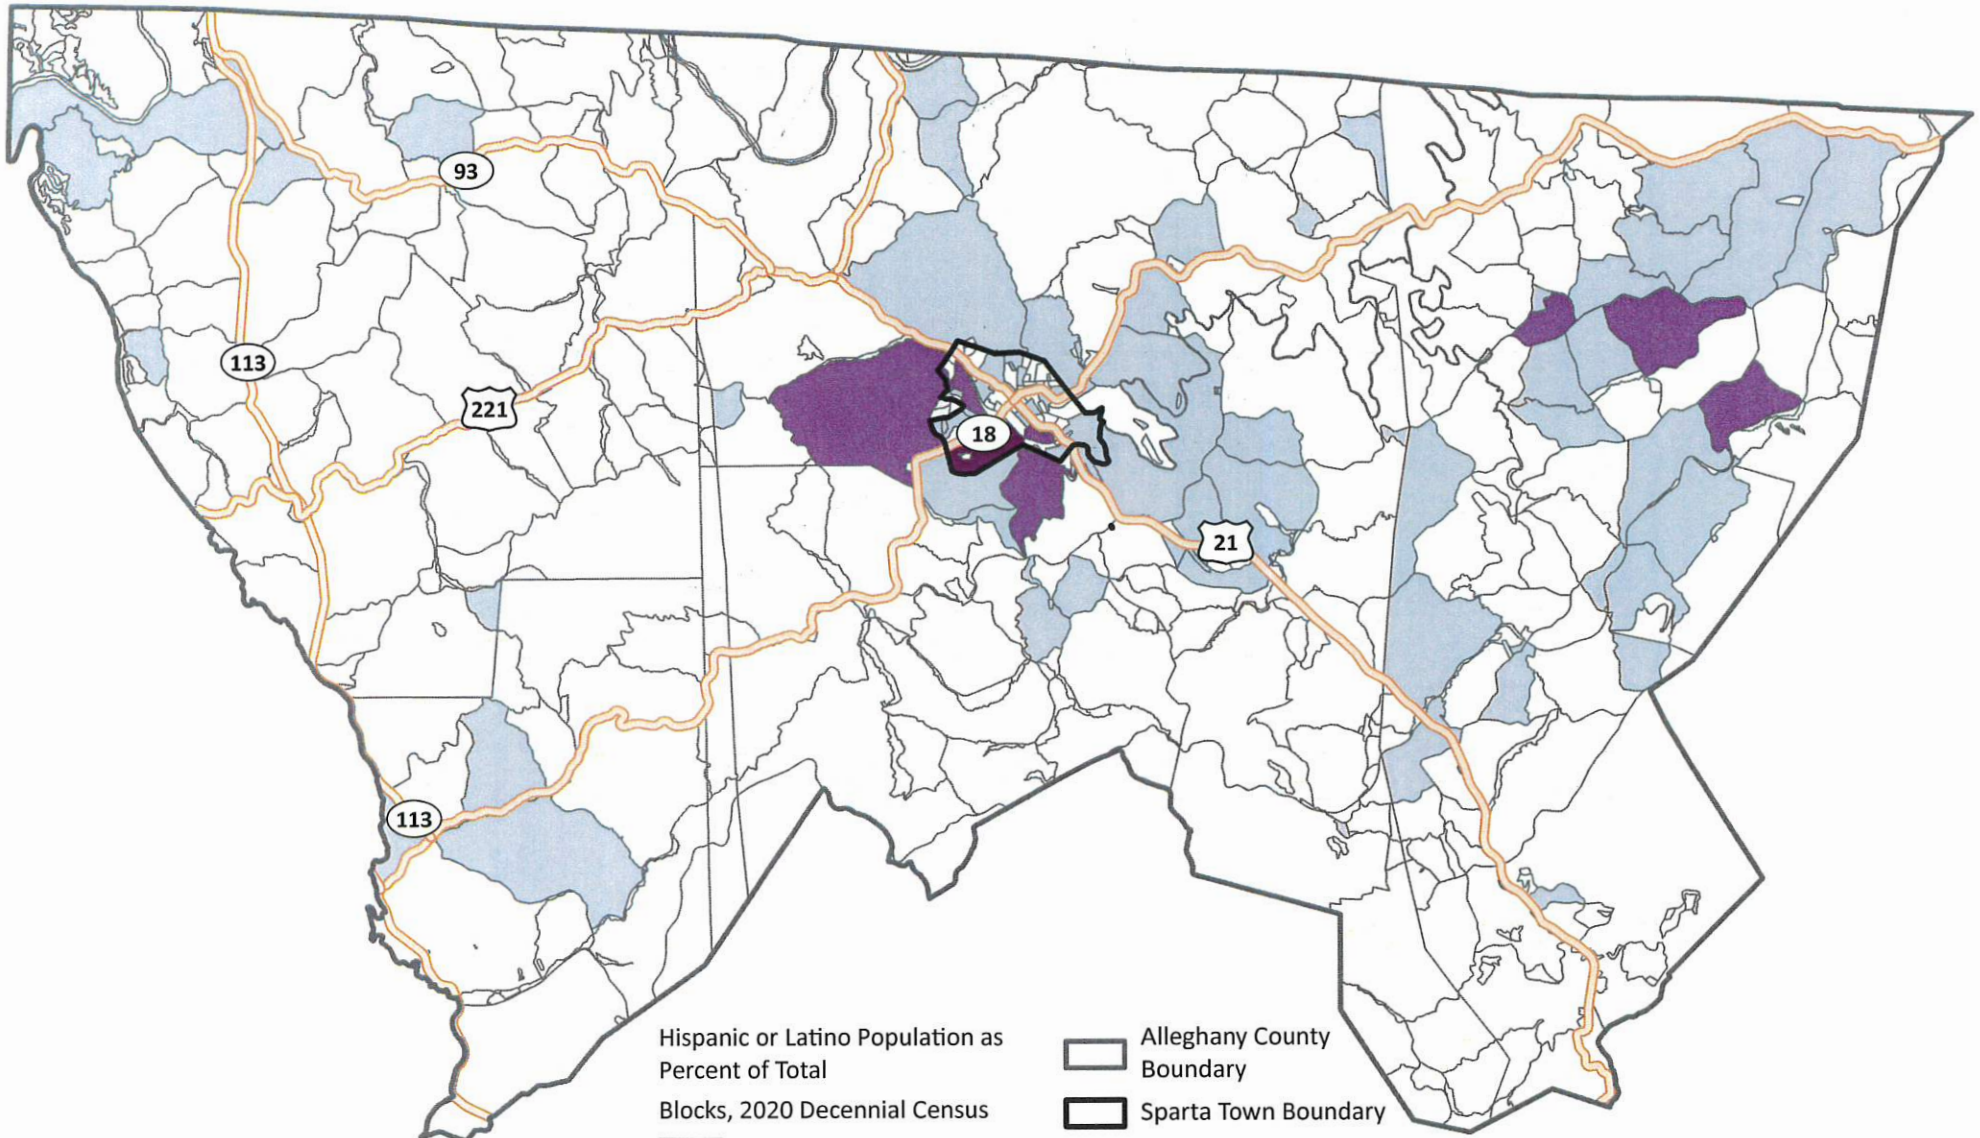 93
113
221
18
21
113
Hispanic or Latino Population as
Percent of Total
Blocks, 2020 Decennial Census
Alleghany County
Boundary
Sparta Town Boundary